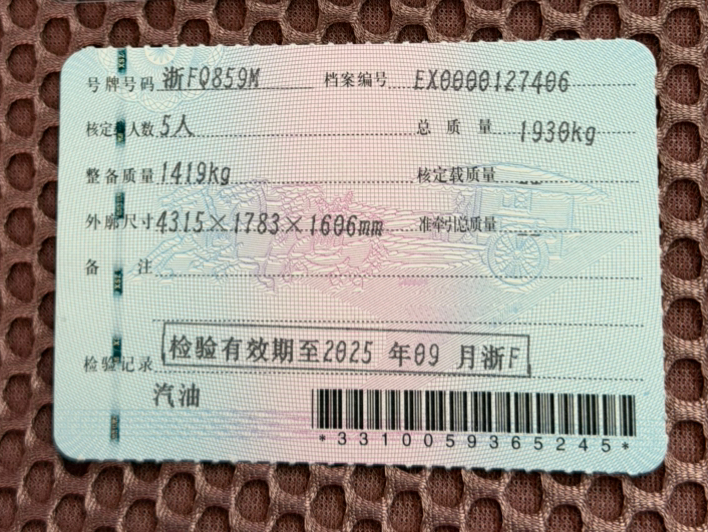 号牌号码 浙FQ859M 档案编号 EX0000127406
核定 人数 5人 总质量 1930kg
整备质量 1419kg 核定载质量 --
外廓尺寸 4315×1783×1606mm 准牵引总质量 --
备注
检验有效期至2025 年09 月浙F
检验记录
汽油
*3310059365245*